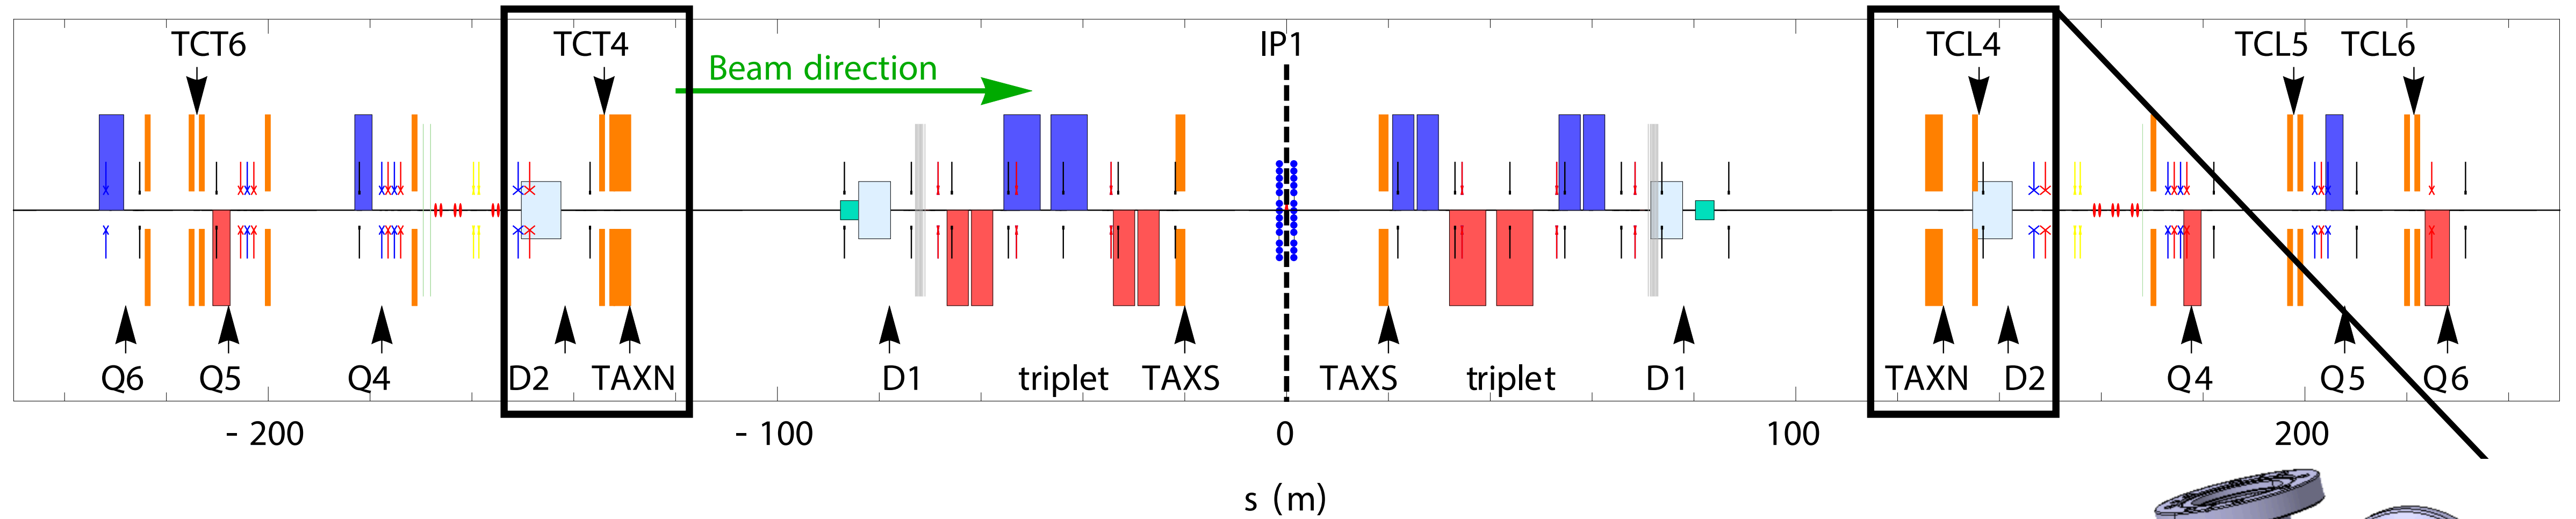 TCT6 TCT4 IP1 TCL4 TCL5 TCL6
Beam direction
Q6 Q5 Q4 D2 TAXN D1 triplet TAXS TAXS triplet D1 TAXN D2 Q4 Q5 Q6
- 200 - 100 0 100 200
s (m)